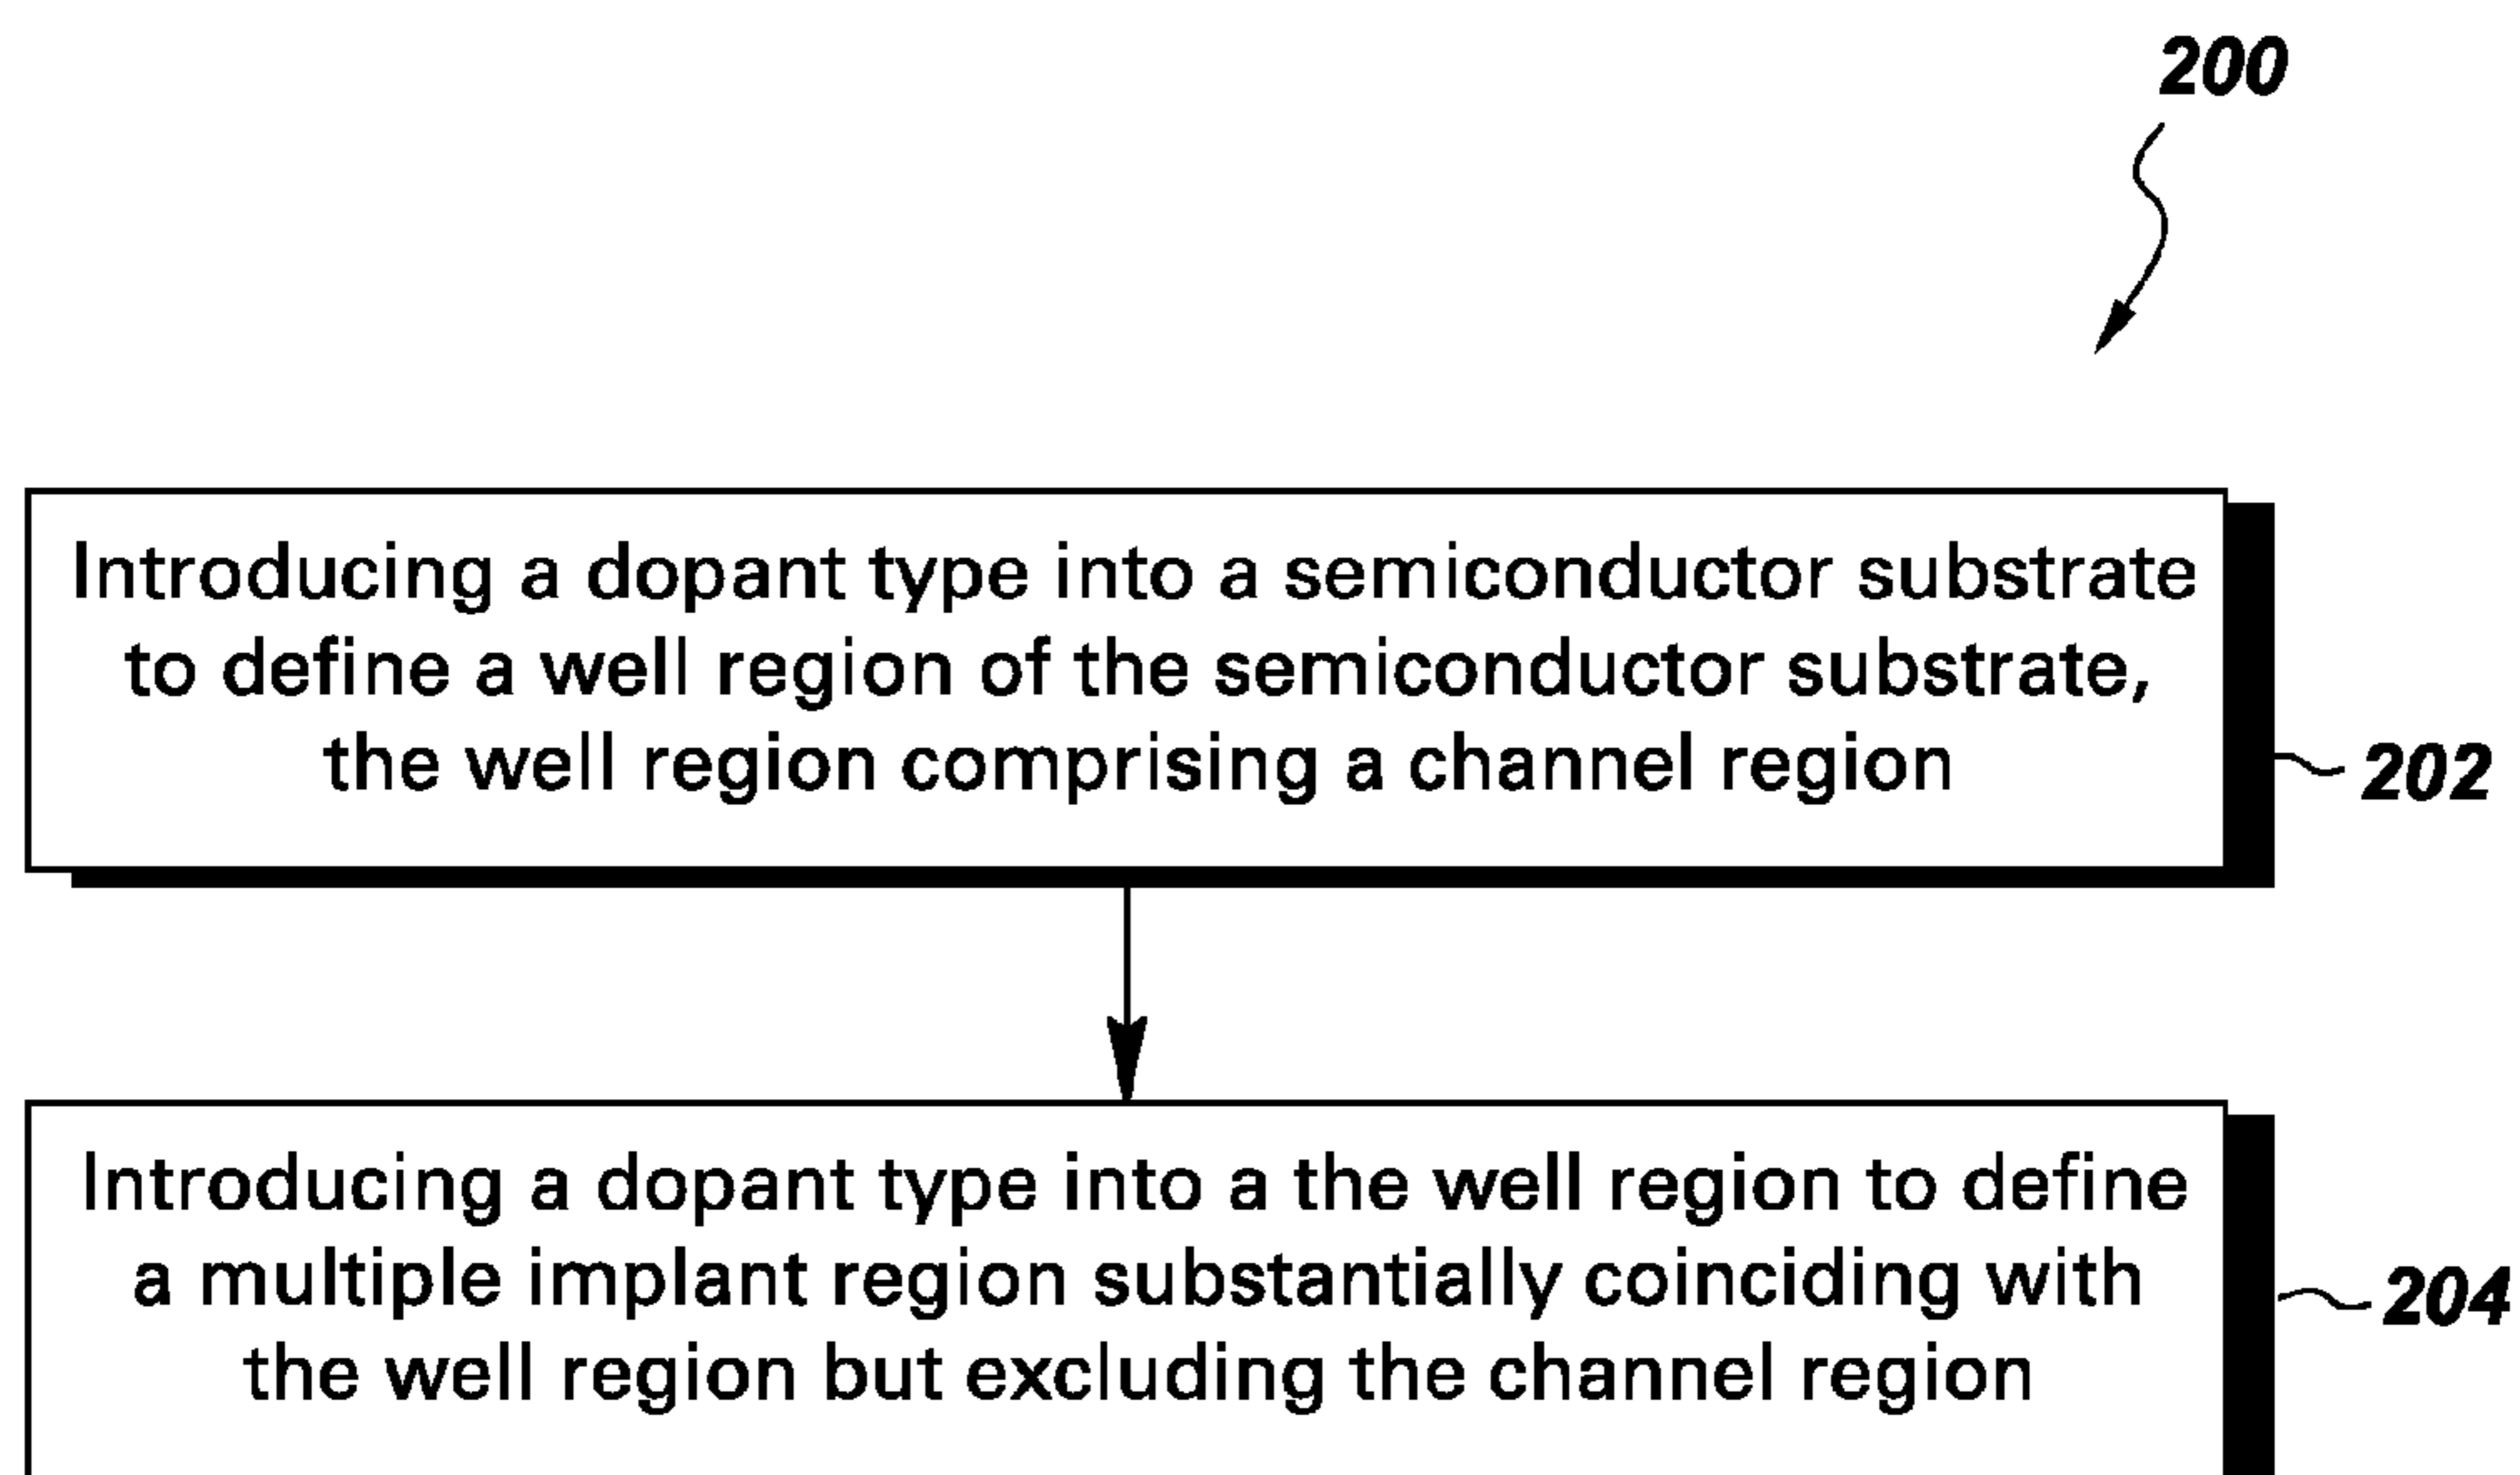 200
Introducing a dopant type into a semiconductor substrate
to define a well region of the semiconductor substrate,
the well region comprising a channel region
202
Introducing a dopant type into a the well region to define
a multiple implant region substantially coinciding with
the well region but excluding the channel region
204